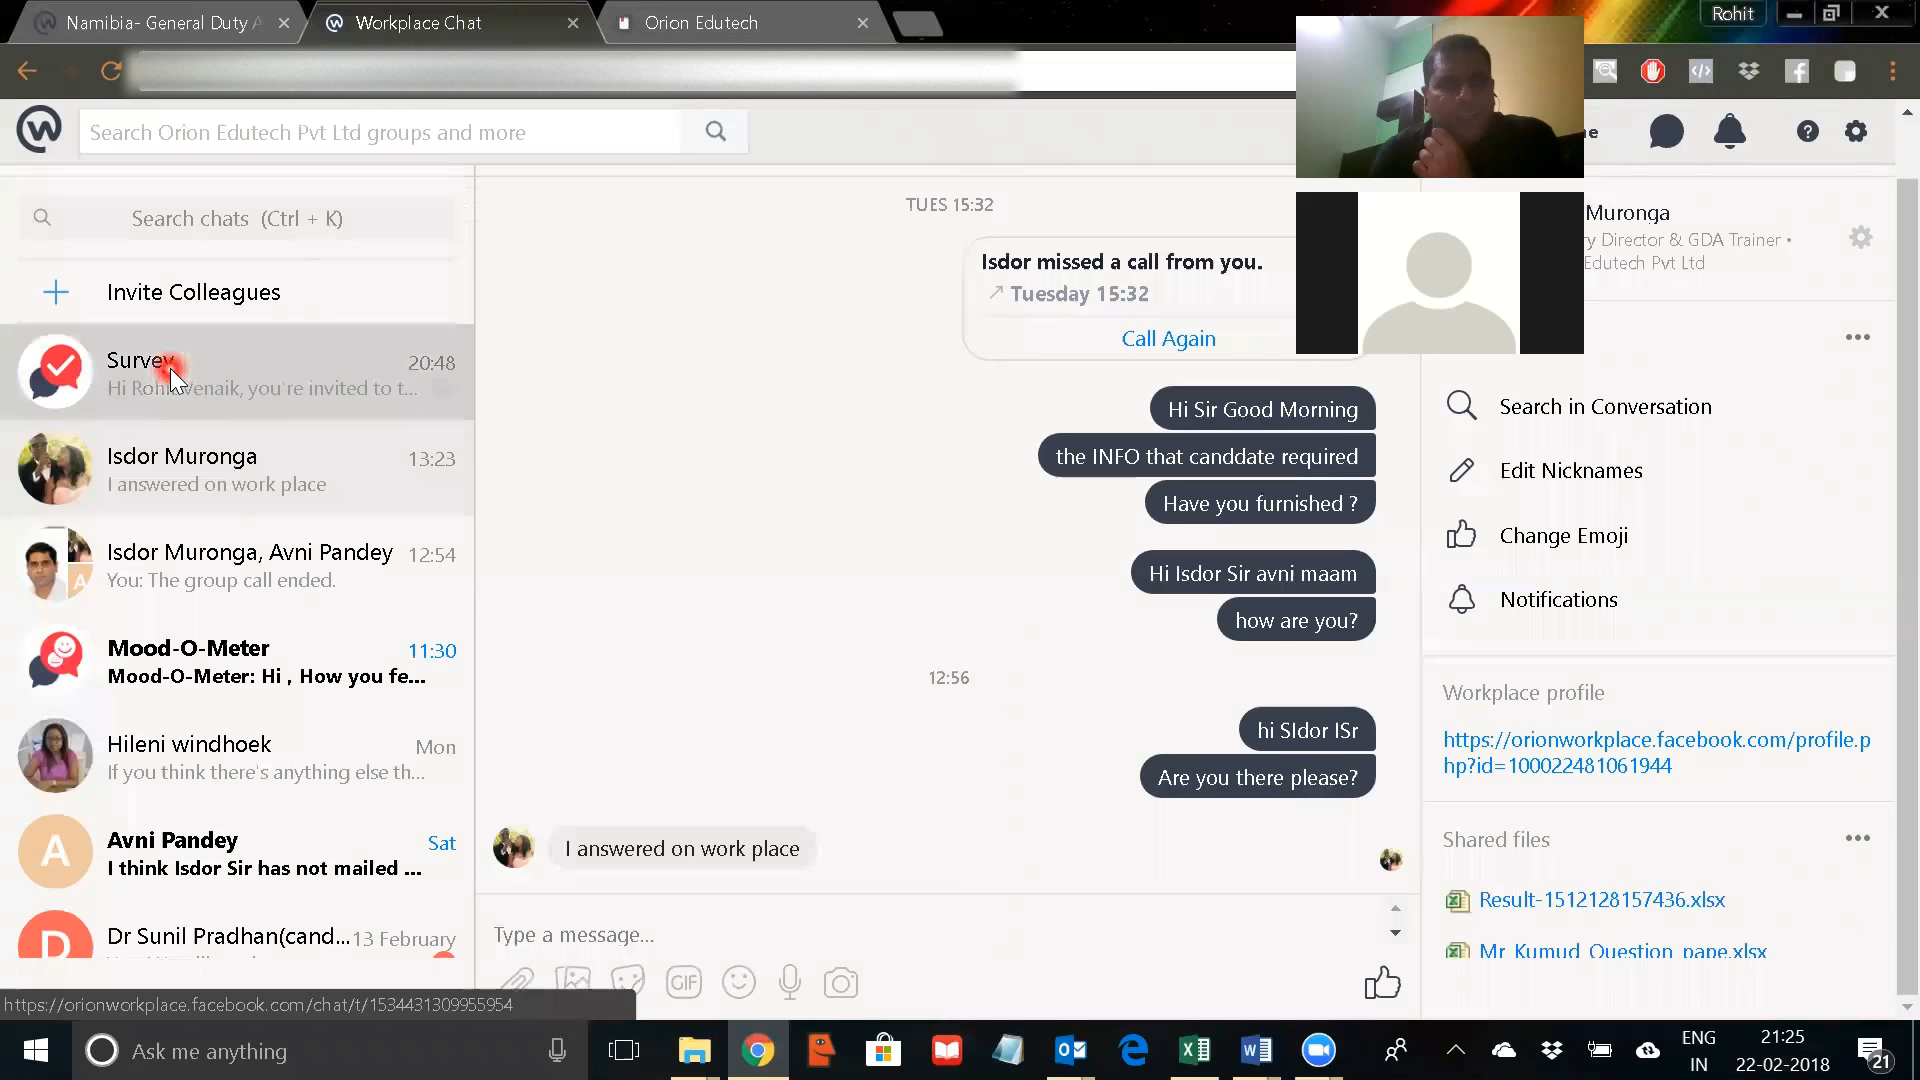 Namibia- General Duty A
Workplace Chat
Orion Edutech
Rohit
Search Orion Edutech Pvt Ltd groups and more
e
Search chats (Ctrl + K)
Invite Colleagues
Survey
20:48
Hi Rohit Venaik, you're invited to t...
Isdor Muronga
13:23
I answered on work place
Isdor Muronga, Avni Pandey
12:54
You: The group call ended.
Mood-O-Meter
11:30
Mood-O-Meter: Hi , How you fe...
Hileni windhoek
Mon
If you think there's anything else th...
Avni Pandey
Sat
I think Isdor Sir has not mailed ...
Dr Sunil Pradhan(cand...
13 February
TUES 15:32
Isdor missed a call from you.
Tuesday 15:32
Call Again
Hi Sir Good Morning
the INFO that canddate required
Have you furnished ?
Hi Isdor Sir avni maam
how are you?
12:56
hi SIdor ISr
Are you there please?
I answered on work place
Type a message...
GIF
Muronga
y Director & GDA Trainer •
Edutech Pvt Ltd
Search in Conversation
Edit Nicknames
Change Emoji
Notifications
Workplace profile
https://orionworkplace.facebook.com/profile.p
hp?id=100022481061944
Shared files
Result-1512128157436.xlsx
Mr Kumud Question pape.xlsx
https://orionworkplace.facebook.com/chat/t/1534431309955954
Ask me anything
ENG
IN
21:25
22-02-2018
21